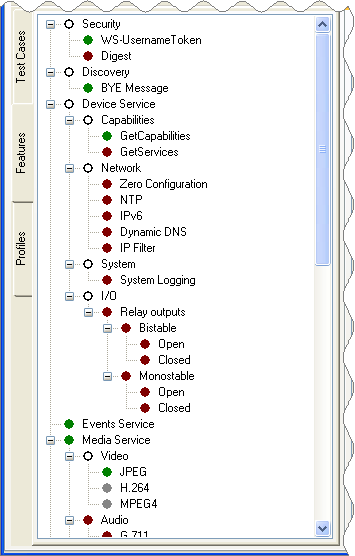 Test Cases
Features
Profiles
Security
WS-UsernameToken
Digest
Discovery
BYE Message
Device Service
Capabilities
GetCapabilities
GetServices
Network
Zero Configuration
NTP
IPv6
Dynamic DNS
IP Filter
System
System Logging
I/O
Relay outputs
Bistable
Open
Closed
Monostable
Open
Closed
Events Service
Media Service
Video
JPEG
H.264
MPEG4
Audio
G.711